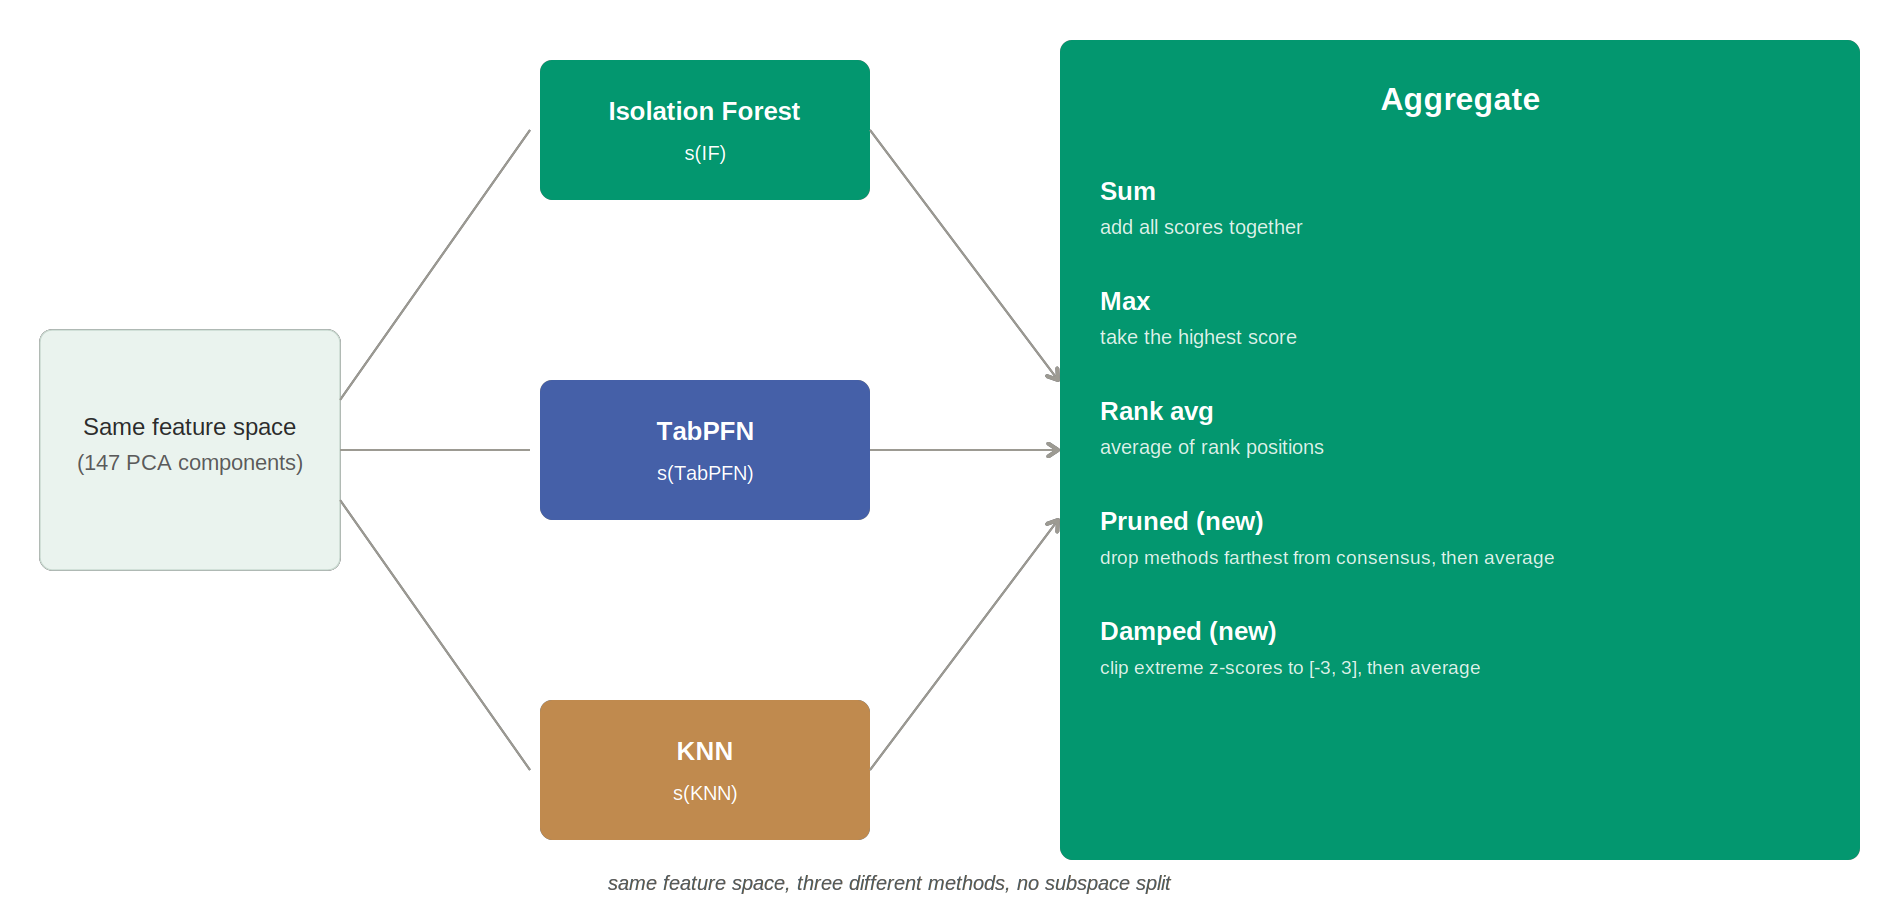 Same feature space
(147 PCA components)
Isolation Forest
s(IF)
TabPFN
s(TabPFN)
KNN
s(KNN)
Aggregate
Sum
add all scores together
Max
take the highest score
Rank avg
average of rank positions
Pruned (new)
drop methods farthest from consensus, then average
Damped (new)
clip extreme z-scores to [-3, 3], then average
same feature space, three different methods, no subspace split